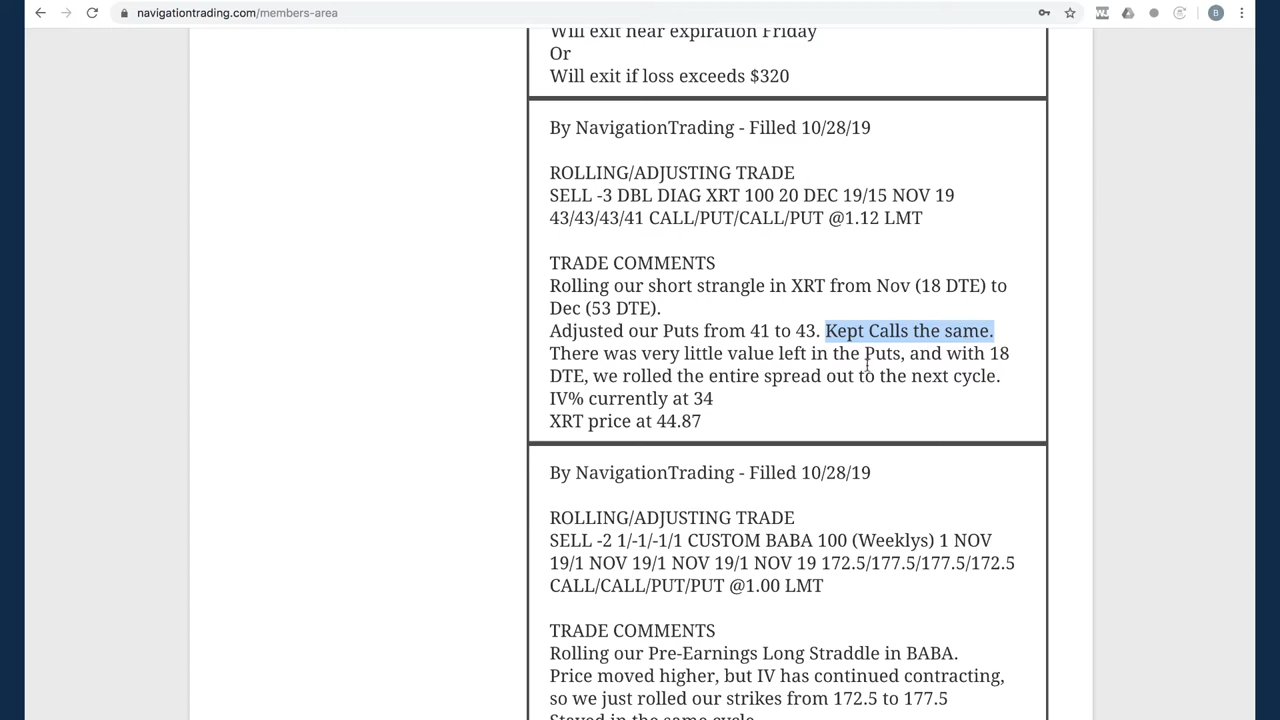 navigationtrading.com/members-area
B
Will exit near expiration Friday
Or
Will exit if loss exceeds $320
By NavigationTrading - Filled 10/28/19
ROLLING/ADJUSTING TRADE
SELL -3 DBL DIAG XRT 100 20 DEC 19/15 NOV 19
43/43/43/41 CALL/PUT/CALL/PUT @1.12 LMT
TRADE COMMENTS
Rolling our short strangle in XRT from Nov (18 DTE) to
Dec (53 DTE).
Adjusted our Puts from 41 to 43. Kept Calls the same.
There was very little value left in the Puts, and with 18
DTE, we rolled the entire spread out to the next cycle.
IV% currently at 34
XRT price at 44.87
By NavigationTrading - Filled 10/28/19
ROLLING/ADJUSTING TRADE
SELL -2 1/-1/-1/1 CUSTOM BABA 100 (Weeklys) 1 NOV
19/1 NOV 19/1 NOV 19/1 NOV 19 172.5/177.5/177.5/172.5
CALL/CALL/PUT/PUT @1.00 LMT
TRADE COMMENTS
Rolling our Pre-Earnings Long Straddle in BABA.
Price moved higher, but IV has continued contracting,
so we just rolled our strikes from 172.5 to 177.5
Stayed in the same cycle